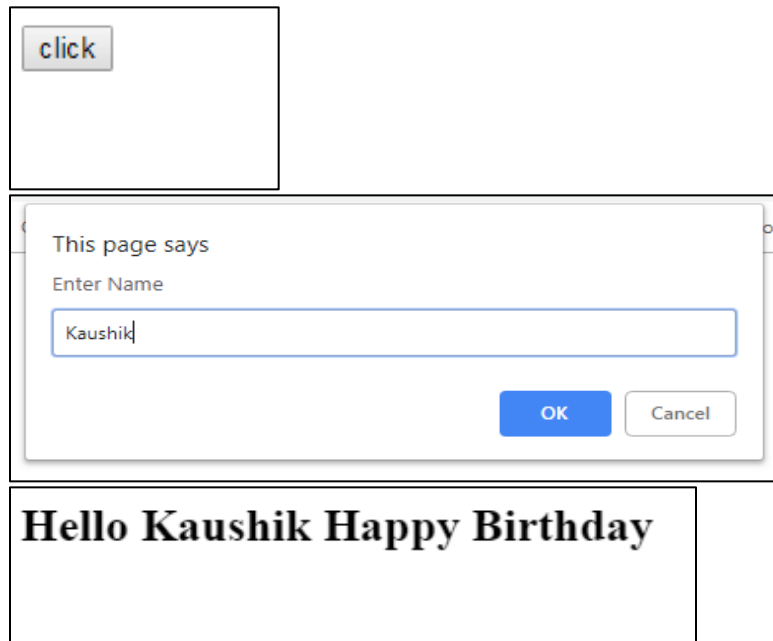 click
This page says
Enter Name
Kaushik
OK Cancel
Hello Kaushik Happy Birthday